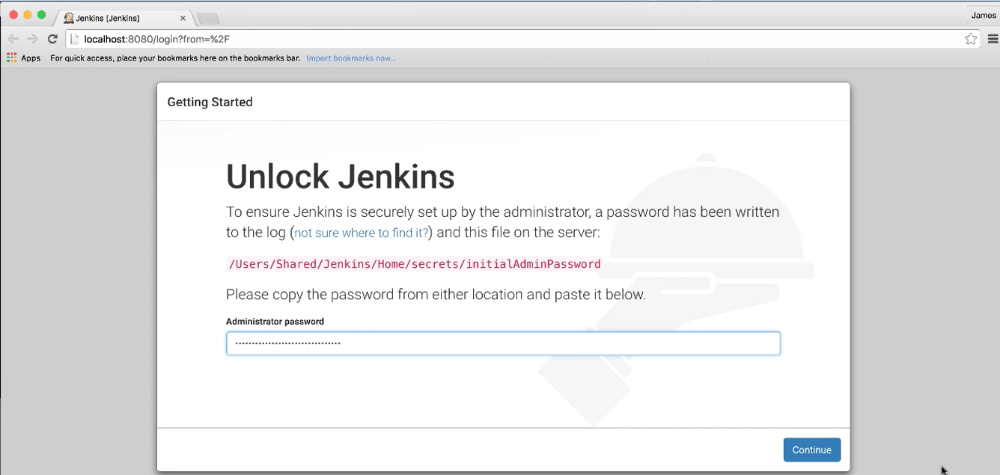 Jenkins [Jenkins]
James
localhost:8080/login?from=%2F
Apps For quick access, place your bookmarks here on the bookmarks bar. Import bookmarks now...
Getting Started
Unlock Jenkins
To ensure Jenkins is securely set up by the administrator, a password has been written
to the log (not sure where to find it?) and this file on the server:
/Users/Shared/Jenkins/Home/secrets/initialAdminPassword
Please copy the password from either location and paste it below.
Administrator password
Continue